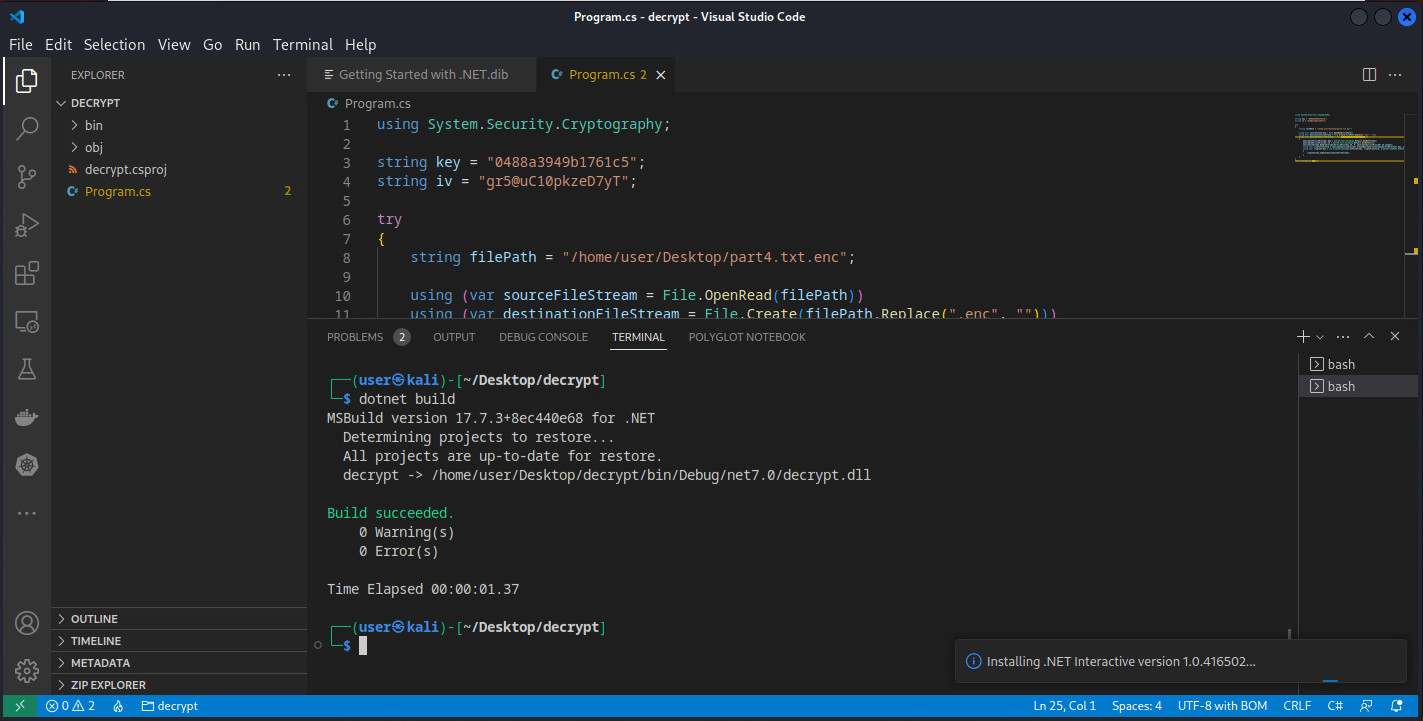 Program.cs - decrypt - Visual Studio Code
File Edit Selection View Go Run Terminal Help
EXPLORER
DECRYPT
bin
obj
decrypt.csproj
Program.cs 2
OUTLINE
TIMELINE
METADATA
ZIP EXPLORER
Getting Started with .NET.dib
Program.cs 2
Program.cs
1 using System.Security.Cryptography;
2
3 string key = "0488a3949b1761c5";
4 string iv = "gr5@uC10pkzeD7yT";
5
6 try
7 {
8 string filePath = "/home/user/Desktop/part4.txt.enc";
9
10 using (var sourceFileStream = File.OpenRead(filePath))
11 using (var destinationFileStream = File.Create(filePath.Replace(".enc", "")))
PROBLEMS 2 OUTPUT DEBUG CONSOLE TERMINAL POLYGLOT NOTEBOOK
┌──(user㉿kali)-[~/Desktop/decrypt]
└─$ dotnet build
MSBuild version 17.7.3+8ec440e68 for .NET
Determining projects to restore...
All projects are up-to-date for restore.
decrypt -> /home/user/Desktop/decrypt/bin/Debug/net7.0/decrypt.dll
Build succeeded.
0 Warning(s)
0 Error(s)
Time Elapsed 00:00:01.37
┌──(user㉿kali)-[~/Desktop/decrypt]
└─$
bash
bash
Installing .NET Interactive version 1.0.416502...
0 2 decrypt Ln 25, Col 1 Spaces: 4 UTF-8 with BOM CRLF C#